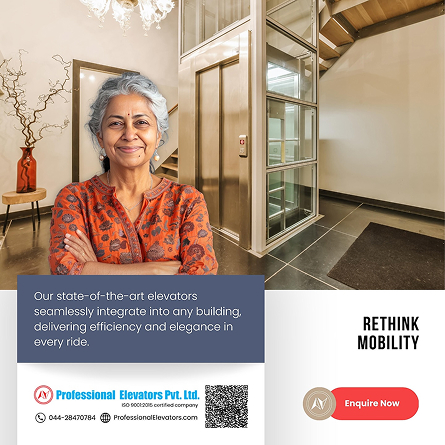 Our state-of-the-art elevators
seamlessly integrate into any building,
delivering efficiency and elegance in
every ride.
RETHINK
MOBILITY
Professional Elevators Pvt. Ltd.
ISO 9001:2015 certified company
044-28470784 ProfessionalElevators.com
Enquire Now